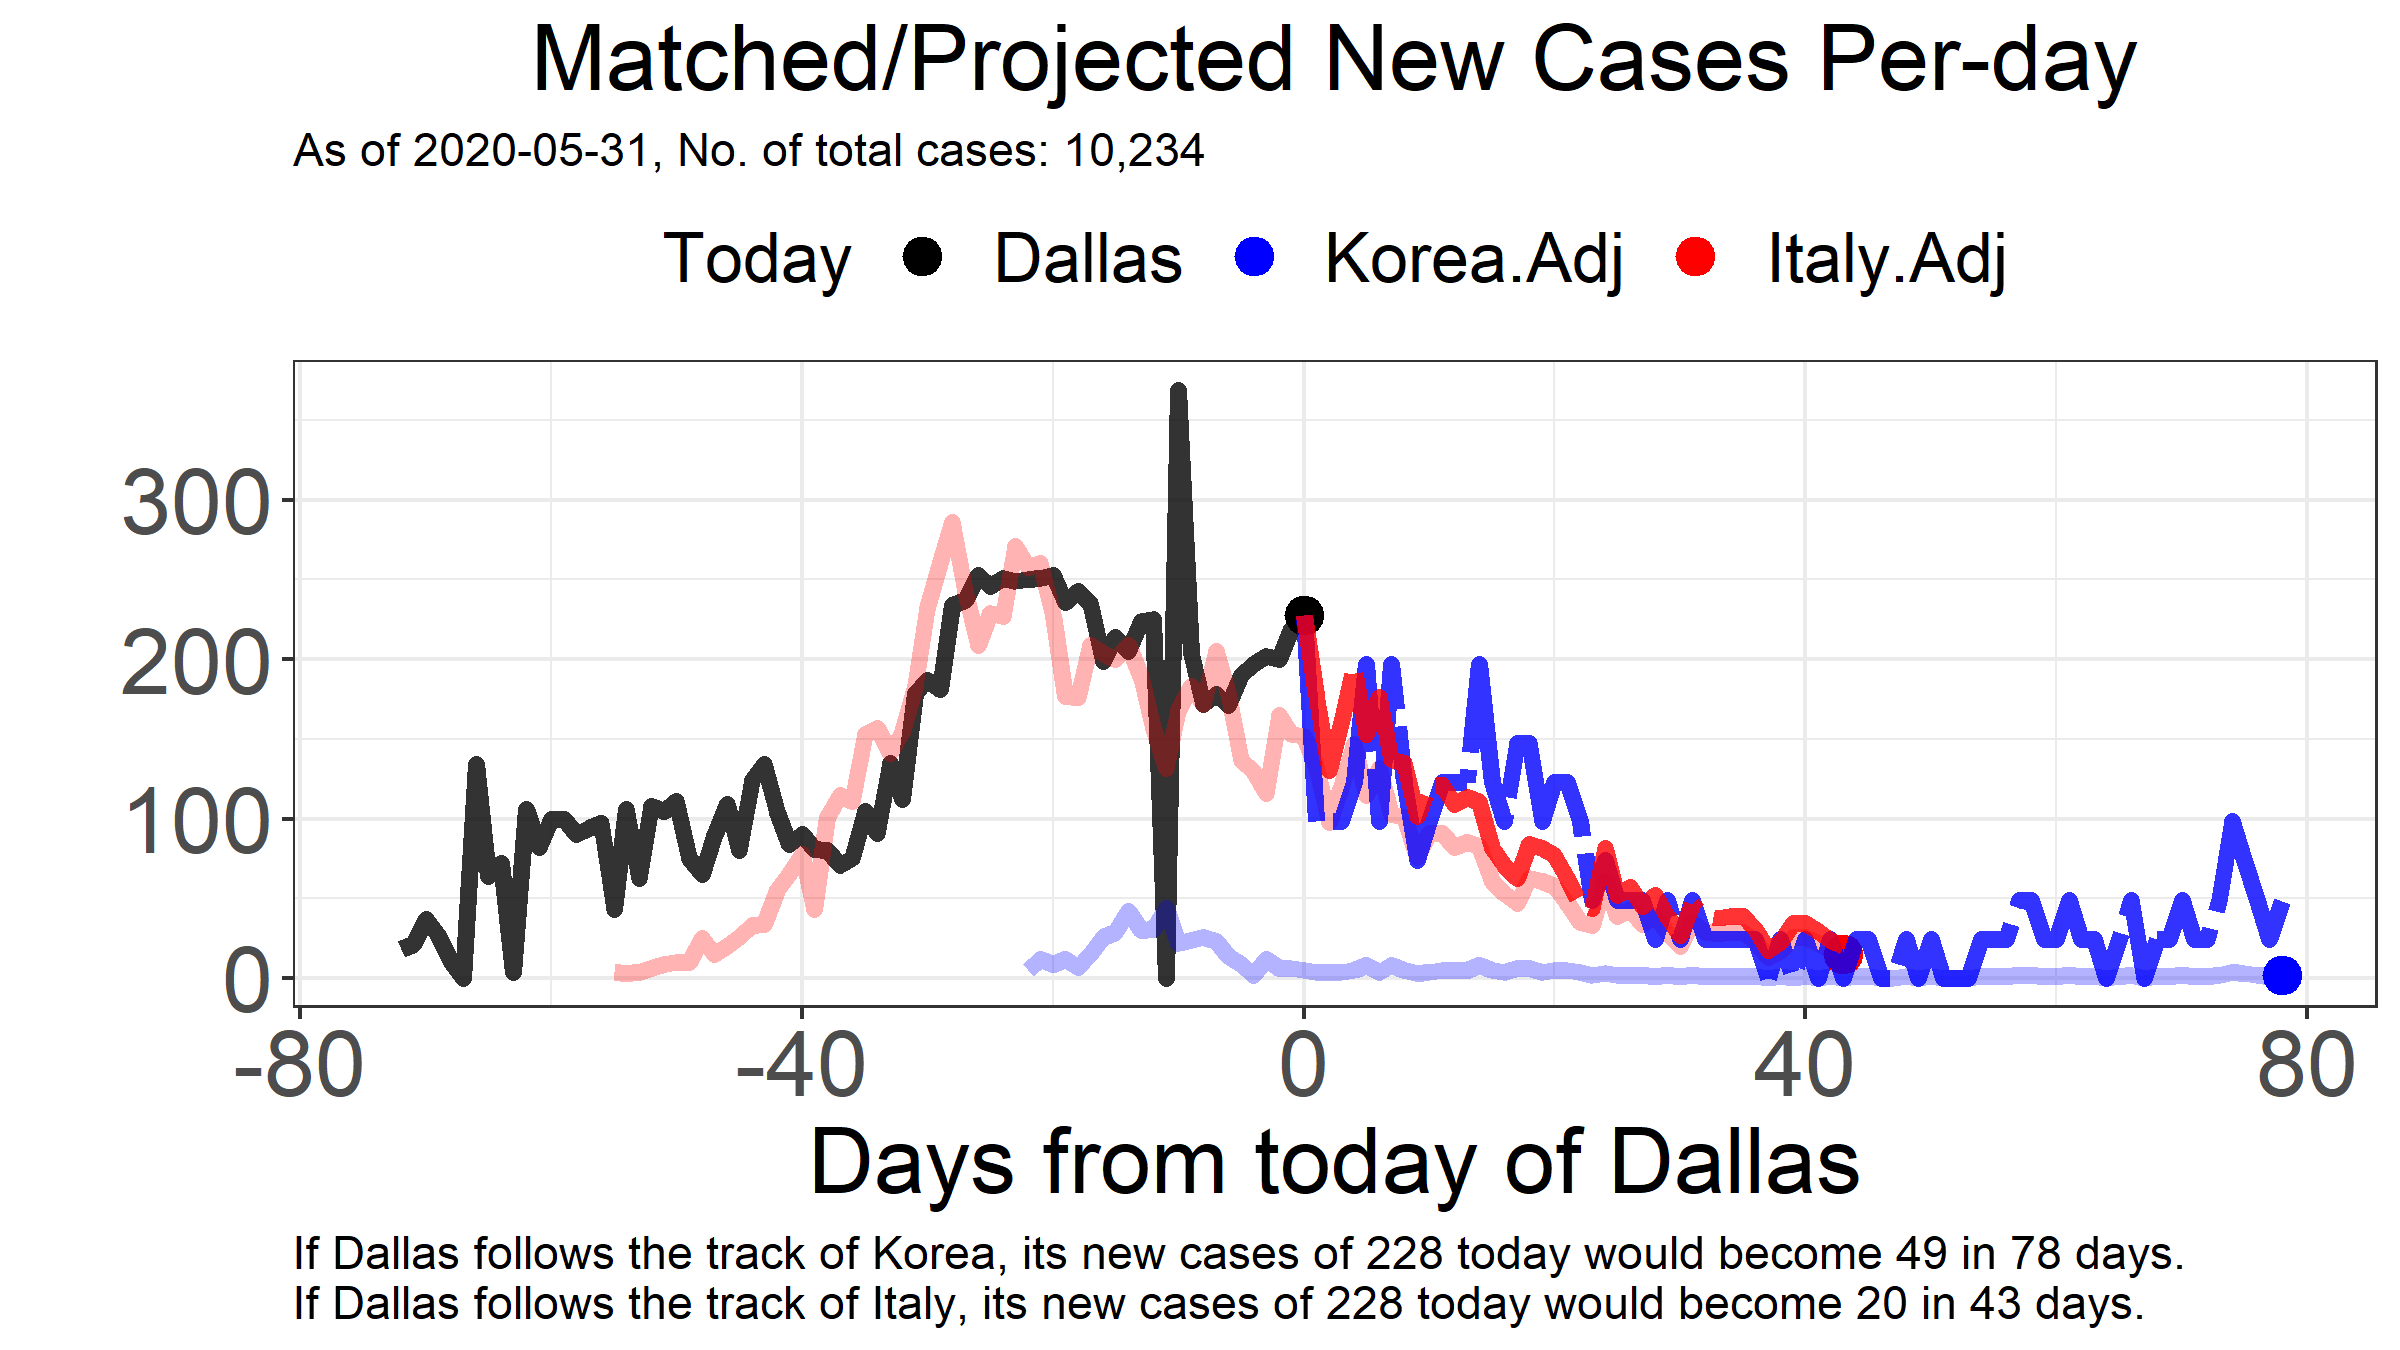 Matched/Projected New Cases Per-day
As of 2020-05-31, No. of total cases: 10,234
Today Dallas Korea.Adj Italy.Adj
300
200
100
0
-80 -40 0 40 80
Days from today of Dallas
If Dallas follows the track of Korea, its new cases of 228 today would become 49 in 78 days.
If Dallas follows the track of Italy, its new cases of 228 today would become 20 in 43 days.